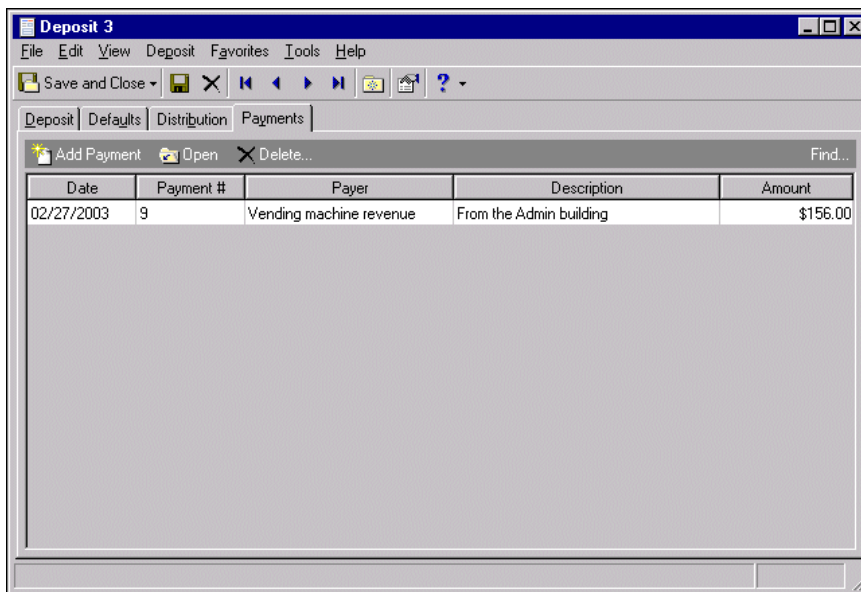 Deposit 3
File Edit View Deposit Favorites Tools Help
Save and Close ?
Deposit Defaults Distribution Payments
Add Payment Open Delete... Find...
Date Payment # Payer Description Amount
02/27/2003 9 Vending machine revenue From the Admin building $156.00